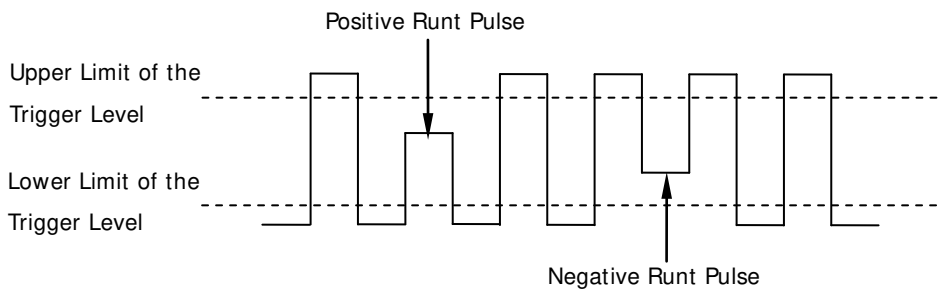 Positive Runt Pulse
Upper Limit of the
Trigger Level
Lower Limit of the
Trigger Level
Negative Runt Pulse